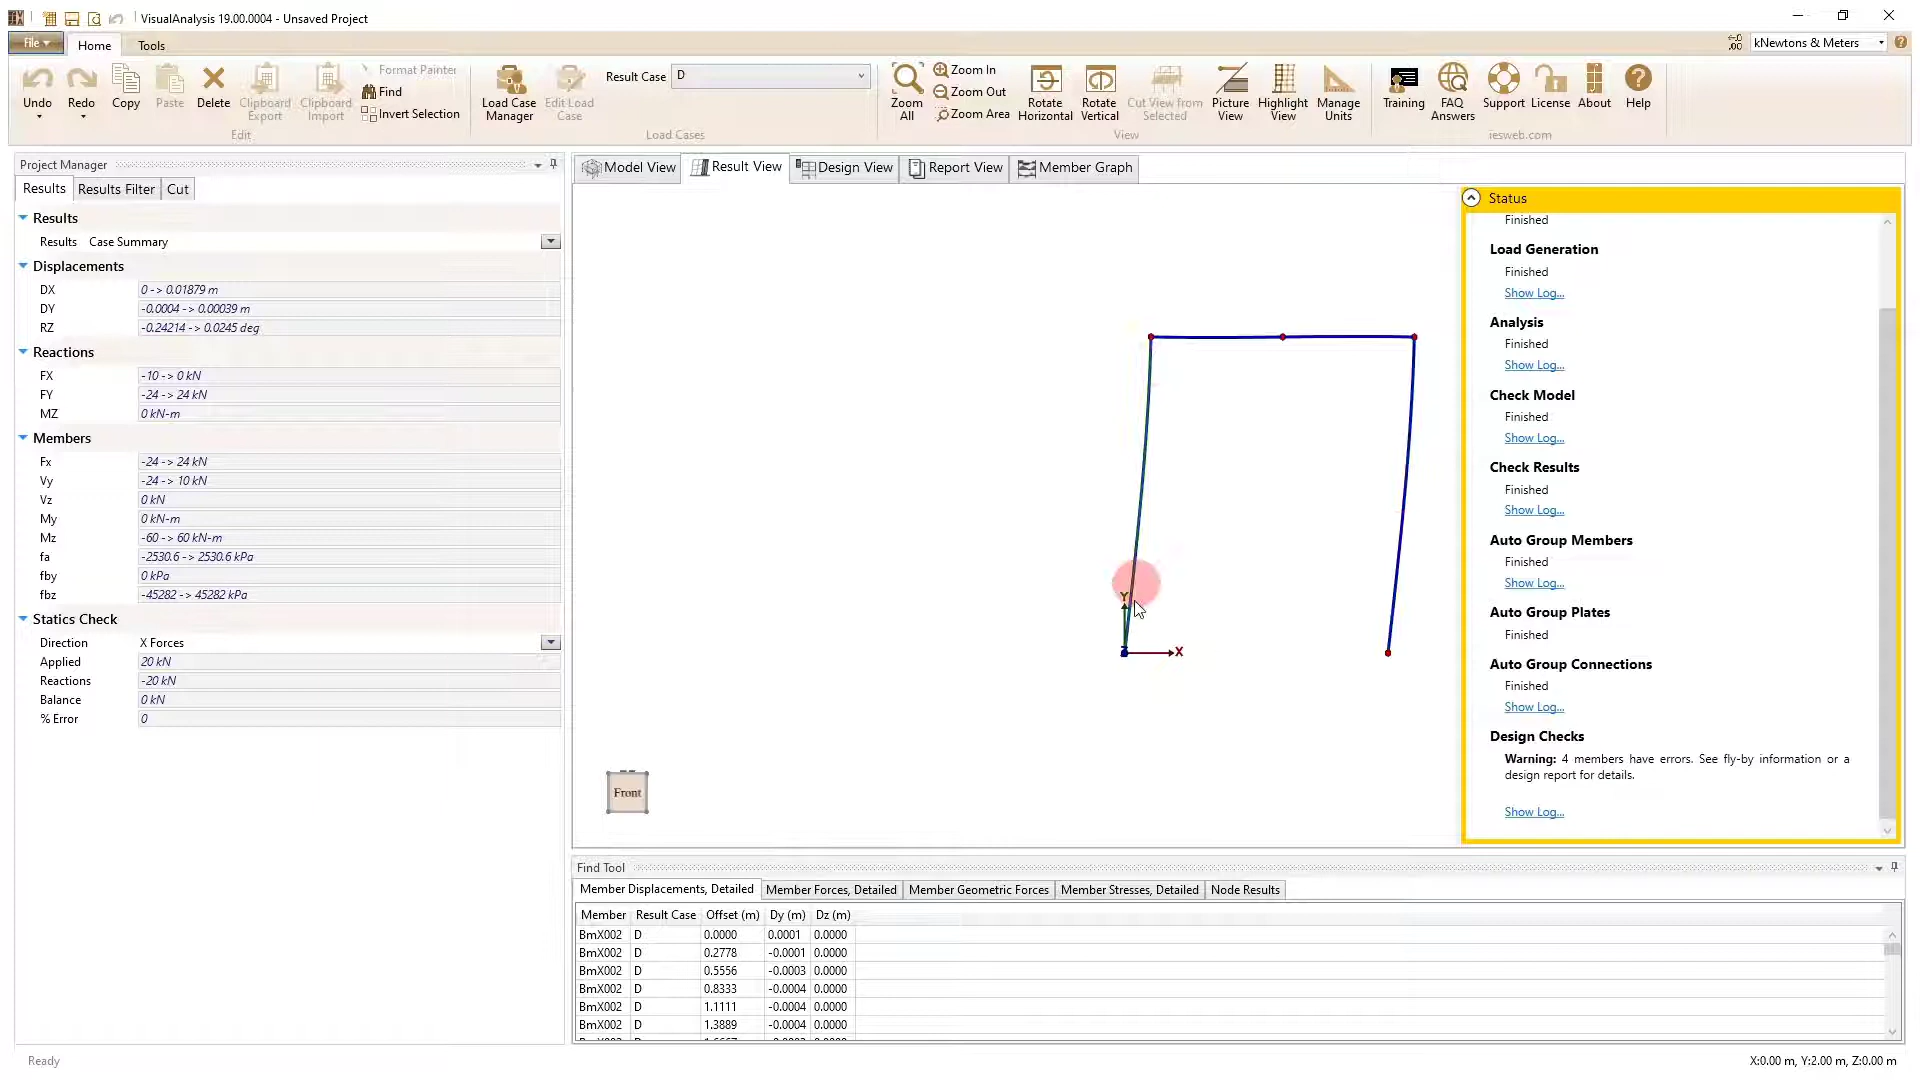 VisualAnalysis 19.00.0004 - Unsaved Project
File
Home
Tools
kNewtons & Meters
Undo
Redo
Copy
Paste
Delete
Clipboard Export
Clipboard Import
Format Painter
Find
Invert Selection
Edit
Load Case Manager
Edit Load Case
Result Case D
Load Cases
Zoom All
Zoom In
Zoom Out
Zoom Area
Rotate Horizontal
Rotate Vertical
Cut View from Selected
Picture View
Highlight View
Manage Units
View
Training
FAQ Answers
Support
License
About
Help
iesweb.com
Project Manager
Results
Results Filter
Cut
Results
Results Case Summary
Displacements
DX 0 -> 0.01879 m
DY -0.0004 -> 0.00039 m
RZ -0.24214 -> 0.0245 deg
Reactions
FX -10 -> 0 kN
FY -24 -> 24 kN
MZ 0 kN-m
Members
Fx -24 -> 24 kN
Vy -24 -> 10 kN
Vz 0 kN
My 0 kN-m
Mz -60 -> 60 kN-m
fa -2530.6 -> 2530.6 kPa
fby 0 kPa
fbz -45282 -> 45282 kPa
Statics Check
Direction X Forces
Applied 20 kN
Reactions -20 kN
Balance 0 kN
% Error 0
Model View
Result View
Design View
Report View
Member Graph
Y
X
Front
Status
Finished
Load Generation
Finished
Show Log...
Analysis
Finished
Show Log...
Check Model
Finished
Show Log...
Check Results
Finished
Show Log...
Auto Group Members
Finished
Show Log...
Auto Group Plates
Finished
Auto Group Connections
Finished
Show Log...
Design Checks
Warning: 4 members have errors. See fly-by information or a
design report for details.
Show Log...
Find Tool
Member Displacements, Detailed
Member Forces, Detailed
Member Geometric Forces
Member Stresses, Detailed
Node Results
Member Result Case Offset (m) Dy (m) Dz (m)
BmX002 D 0.0000 0.0001 0.0000
BmX002 D 0.2778 -0.0001 0.0000
BmX002 D 0.5556 -0.0003 0.0000
BmX002 D 0.8333 -0.0004 0.0000
BmX002 D 1.1111 -0.0004 0.0000
BmX002 D 1.3889 -0.0004 0.0000
Ready
X:0.00 m, Y:2.00 m, Z:0.00 m